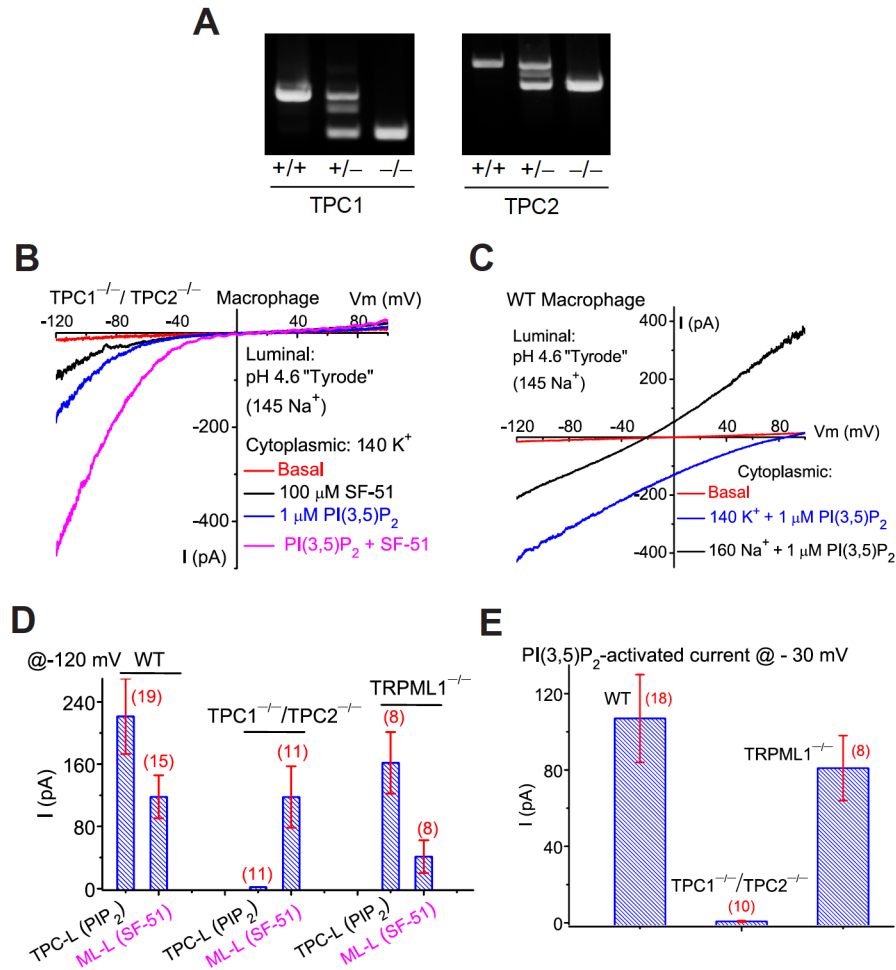 A
+/+ +/– –/–
TPC1
+/+ +/– –/–
TPC2
B
TPC1⁻/⁻/ TPC2⁻/⁻ Macrophage Vm (mV)
-120 -80 -40 0 40 80
Luminal:
pH 4.6 "Tyrode"
(145 Na⁺)
-200
Cytoplasmic: 140 K⁺
Basal
100 µM SF-51
1 µM PI(3,5)P₂
PI(3,5)P₂ + SF-51
-400
I (pA)
C
WT Macrophage
400
I (pA)
Luminal:
pH 4.6 "Tyrode"
(145 Na⁺)
200
Vm (mV)
-120 -80 -40 0 40 80
Cytoplasmic:
Basal
-200
140 K⁺ + 1 µM PI(3,5)P₂
160 Na⁺ + 1 µM PI(3,5)P₂
-400
D
@-120 mV WT
TPC1⁻/⁻/TPC2⁻/⁻
TRPML1⁻/⁻
240
160
80
0
I (pA)
(19)
(15)
(11)
(11)
(8)
(8)
TPC-L (PIP₂)
ML-L (SF-51)
TPC-L (PIP₂)
ML-L (SF-51)
TPC-L (PIP₂)
ML-L (SF-51)
E
PI(3,5)P₂-activated current @ - 30 mV
120
80
40
0
I (pA)
WT (18)
TPC1⁻/⁻/TPC2⁻/⁻
(10)
TRPML1⁻/⁻ (8)